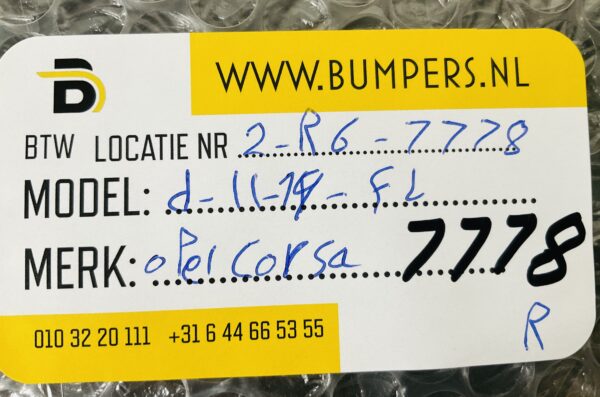 B
WWW.BUMPERS.NL
BTW LOCATIE NR 2-R6-7778
MODEL: d-11-14-FL
MERK: opel corsa 7778
010 32 20 111 +31 6 44 66 53 55
R